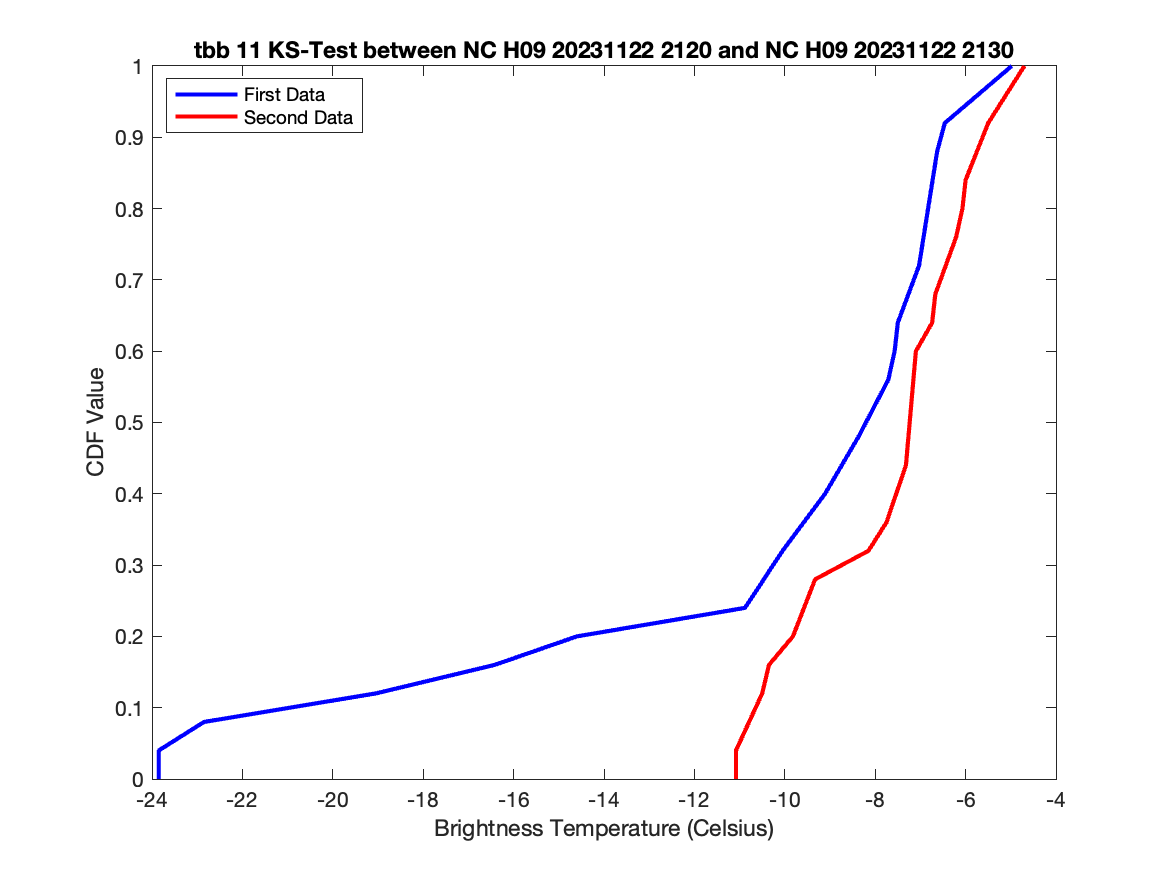 tbb 11 KS-Test between NC H09 20231122 2120 and NC H09 20231122 2130
First Data
Second Data
CDF Value
1
0.9
0.8
0.7
0.6
0.5
0.4
0.3
0.2
0.1
0
-24 -22 -20 -18 -16 -14 -12 -10 -8 -6 -4
Brightness Temperature (Celsius)